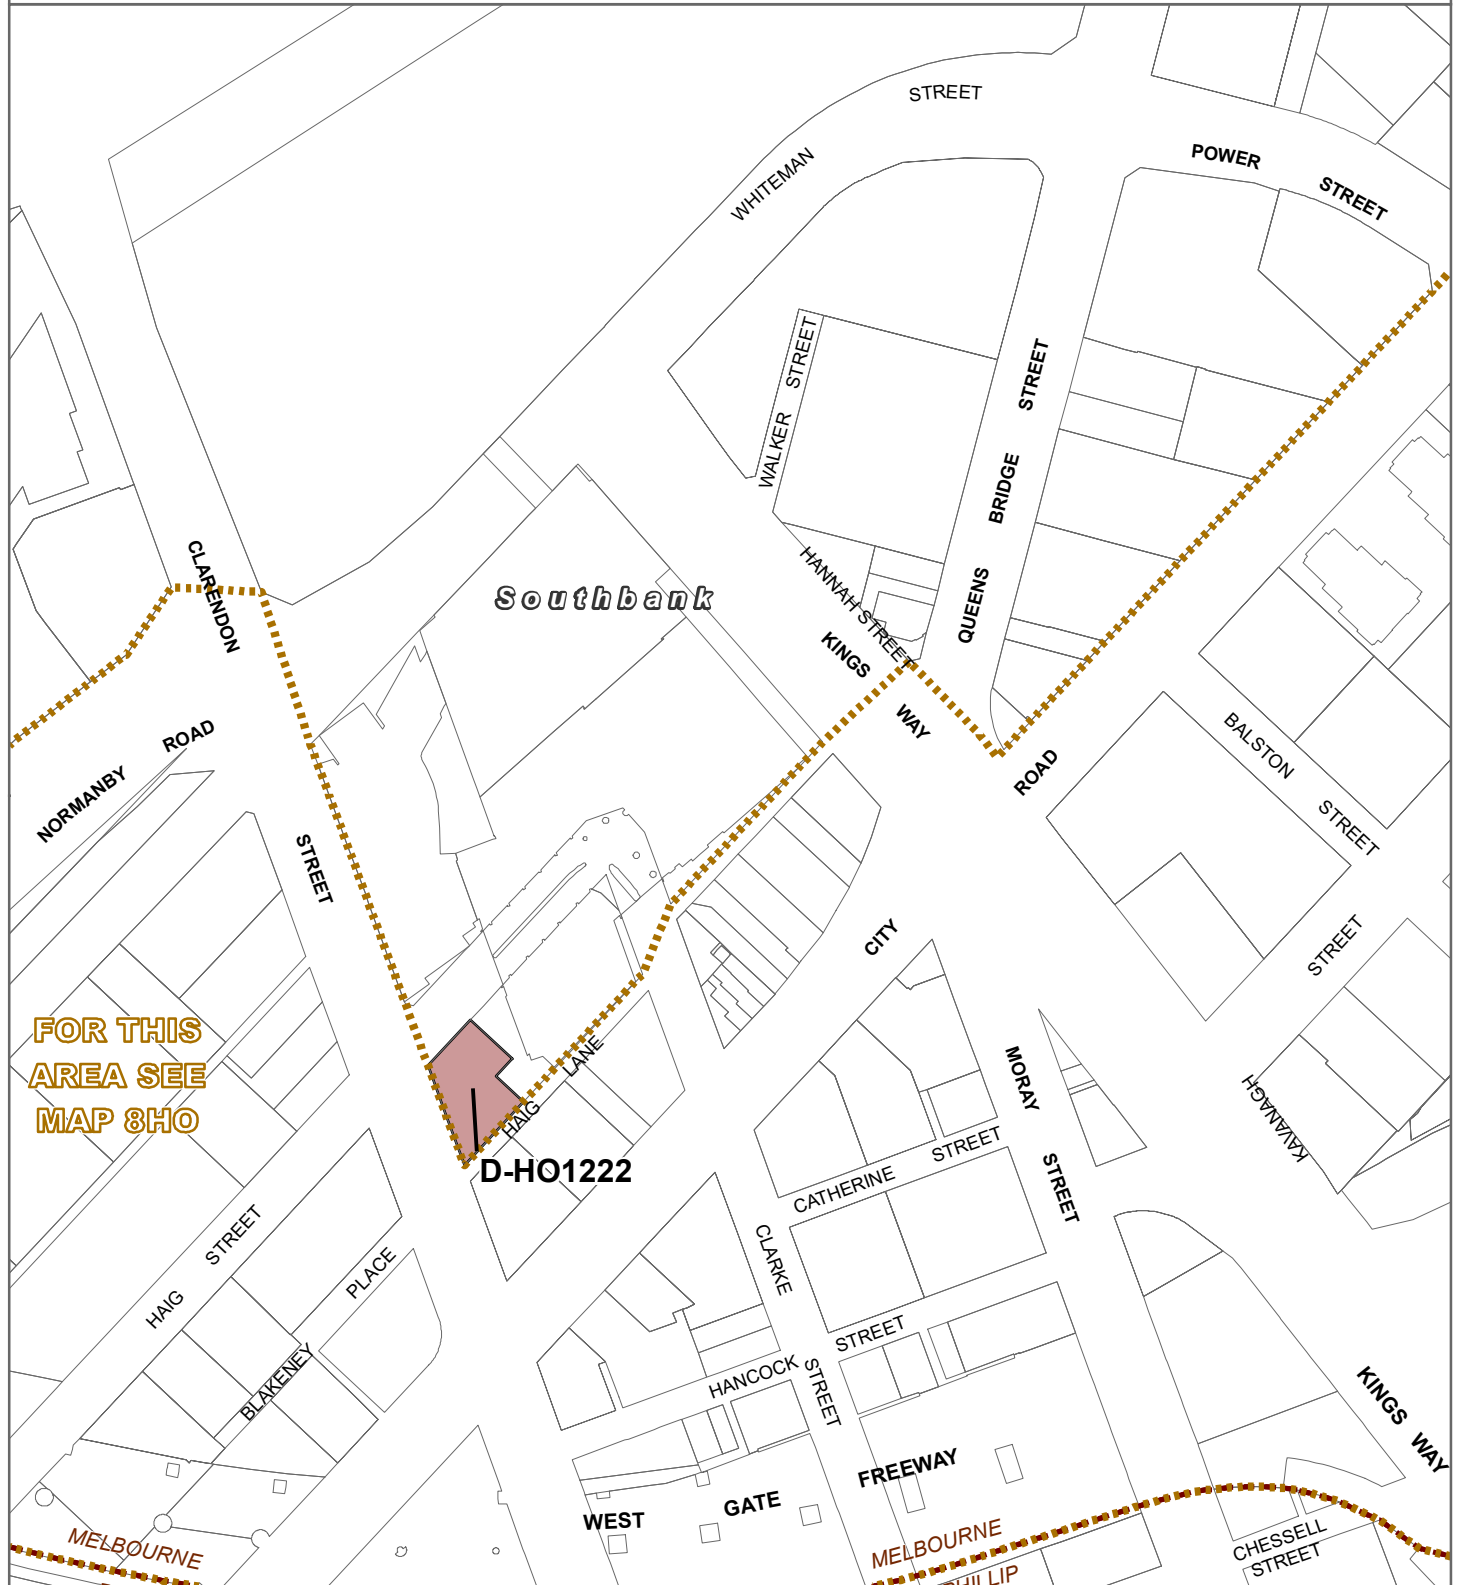 STREET
WHITEMAN
POWER
STREET
WALKER STREET
QUEENS BRIDGE STREET
HANNAH STREET
CLARENDON
STREET
Southbank
KINGS
WAY
NORMANBY ROAD
ROAD
CITY
BALSTON
STREET
STREET
KAVANAGH
FOR THIS
AREA SEE
MAP 8HO
HAIG LANE
D-HO1222
MORAY
STREET
CATHERINE STREET
CLARKE
STREET
HAIG STREET
BLAKENEY PLACE
HANCOCK STREET
KINGS WAY
WEST GATE FREEWAY
MELBOURNE
MELBOURNE
PHILLIP
CHESSELL
STREET